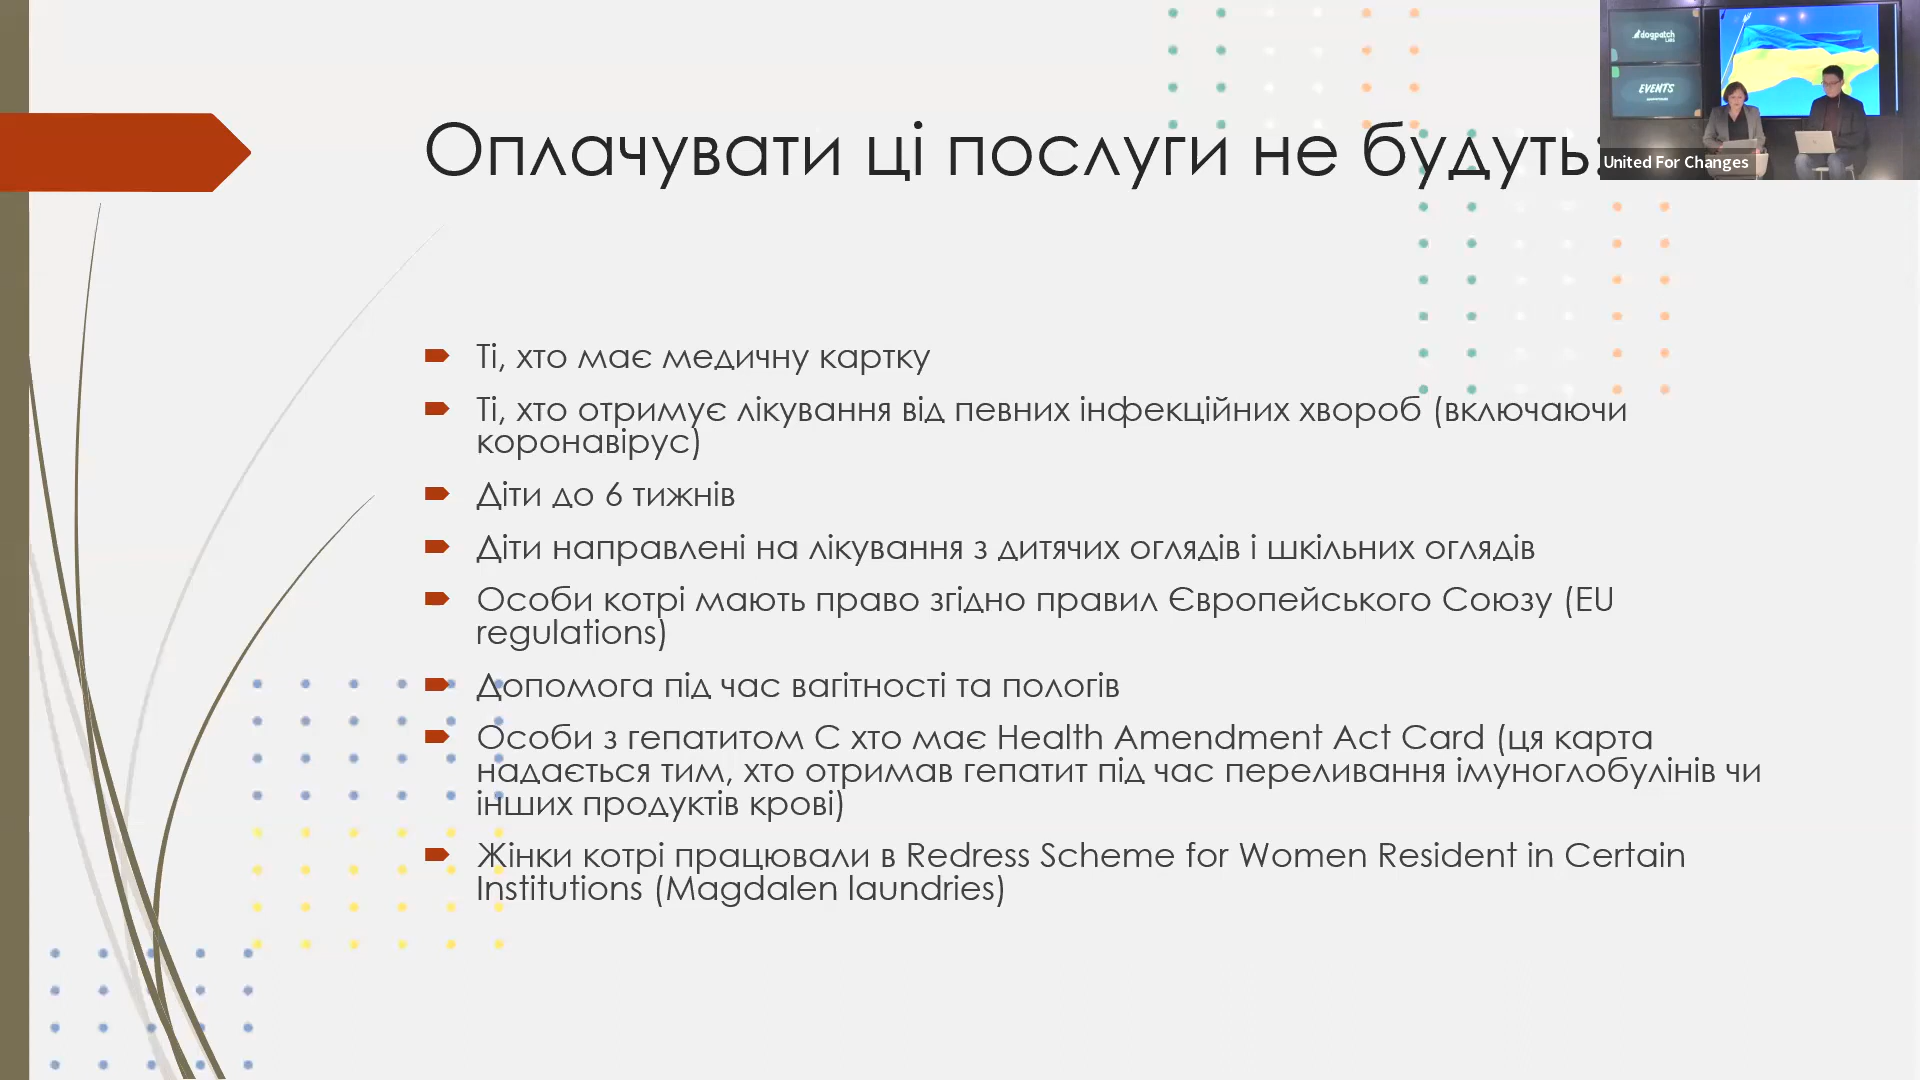 Оплачувати ці послуги не будуть:
dogpatch
LABS
EVENTS
United For Changes
Ті, хто має медичну картку
Ті, хто отримує лікування від певних інфекційних хвороб (включаючи
коронавірус)
Діти до 6 тижнів
Діти направлені на лікування з дитячих оглядів і шкільних оглядів
Особи котрі мають право згідно правил Європейського Союзу (EU
regulations)
Допомога під час вагітності та пологів
Особи з гепатитом С хто має Health Amendment Act Card (ця карта
надається тим, хто отримав гепатит під час переливання імуноглобулінів чи
інших продуктів крові)
Жінки котрі працювали в Redress Scheme for Women Resident in Certain
Institutions (Magdalen laundries)